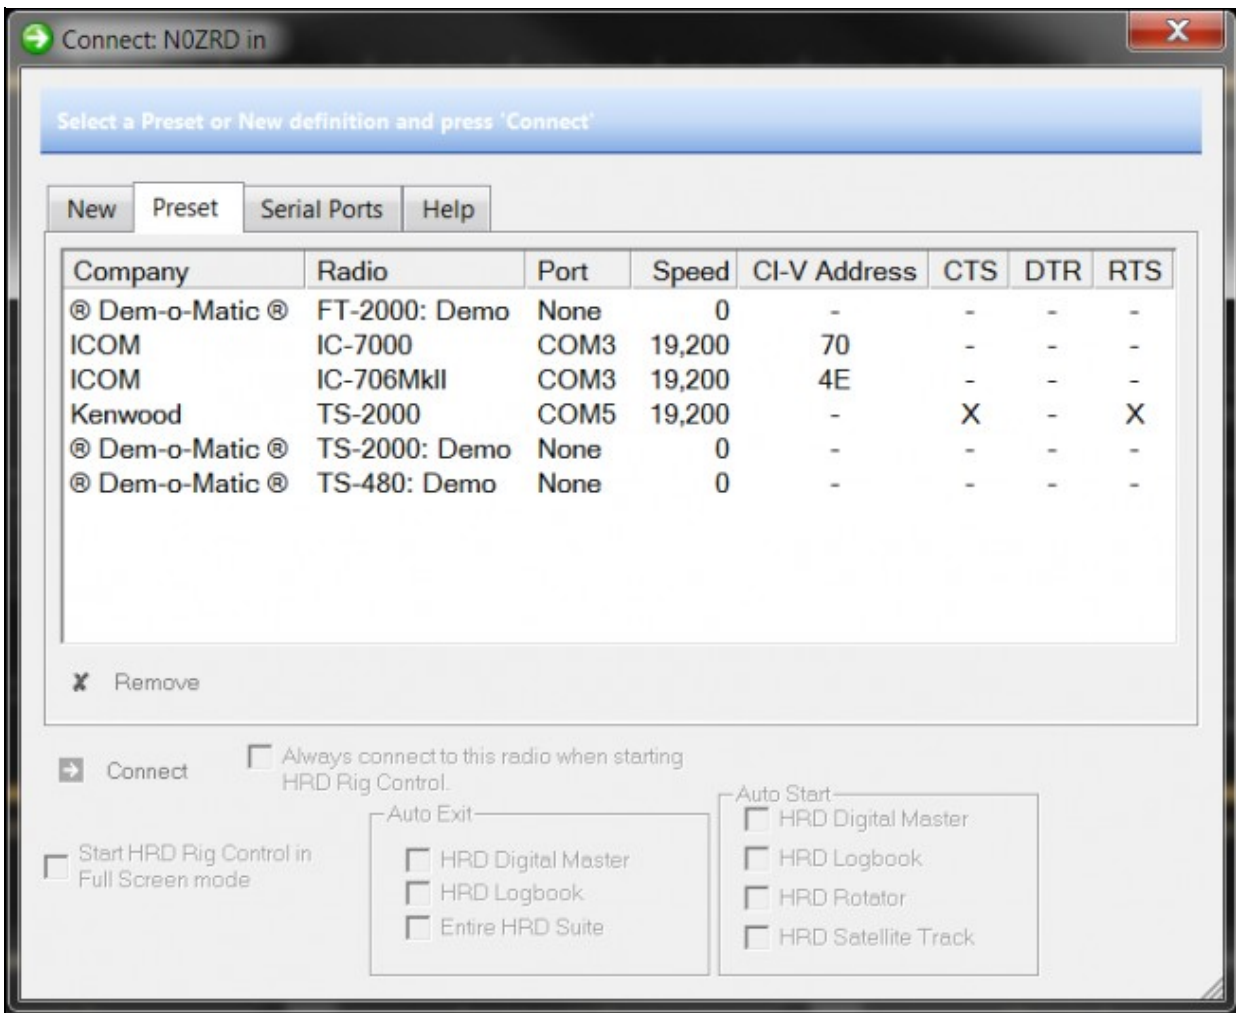 Connect: N0ZRD in
X
Select a Preset or New definition and press 'Connect'
New Preset Serial Ports Help
Company Radio Port Speed CI-V Address CTS DTR RTS
® Dem-o-Matic ® FT-2000: Demo None 0 - - - -
ICOM IC-7000 COM3 19,200 70 - - -
ICOM IC-706MkII COM3 19,200 4E - - -
Kenwood TS-2000 COM5 19,200 - X - X
® Dem-o-Matic ® TS-2000: Demo None 0 - - - -
® Dem-o-Matic ® TS-480: Demo None 0 - - - -
Remove
Connect
Always connect to this radio when starting
HRD Rig Control.
Start HRD Rig Control in
Full Screen mode
Auto Exit
HRD Digital Master
HRD Logbook
Entire HRD Suite
Auto Start
HRD Digital Master
HRD Logbook
HRD Rotator
HRD Satellite Track